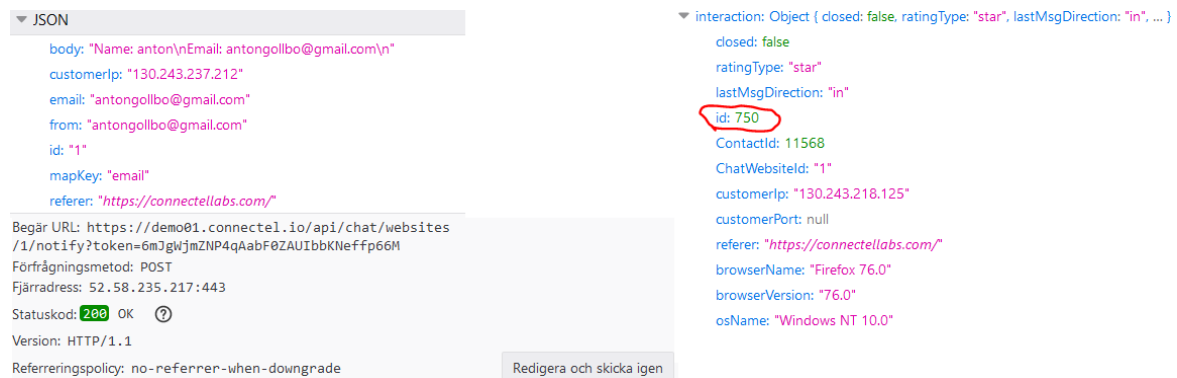 JSON
body: "Name: anton\nEmail: antongollbo@gmail.com\n"
customerIp: "130.243.237.212"
email: "antongollbo@gmail.com"
from: "antongollbo@gmail.com"
id: "1"
mapKey: "email"
referer: "https://connectellabs.com/"
Begär URL: https://demo01.connectel.io/api/chat/websites
/1/notify?token=6mJgWjmZNP4qAabF0ZAUIbbKNeffp66M
Förfrågningsmetod: POST
Fjärradress: 52.58.235.217:443
Statuskod: 200 OK ?
Version: HTTP/1.1
Referreringspolicy: no-referrer-when-downgrade
Redigera och skicka igen
interaction: Object { closed: false, ratingType: "star", lastMsgDirection: "in", … }
closed: false
ratingType: "star"
lastMsgDirection: "in"
id: 750
ContactId: 11568
ChatWebsiteId: "1"
customerIp: "130.243.218.125"
customerPort: null
referer: "https://connectellabs.com/"
browserName: "Firefox 76.0"
browserVersion: "76.0"
osName: "Windows NT 10.0"